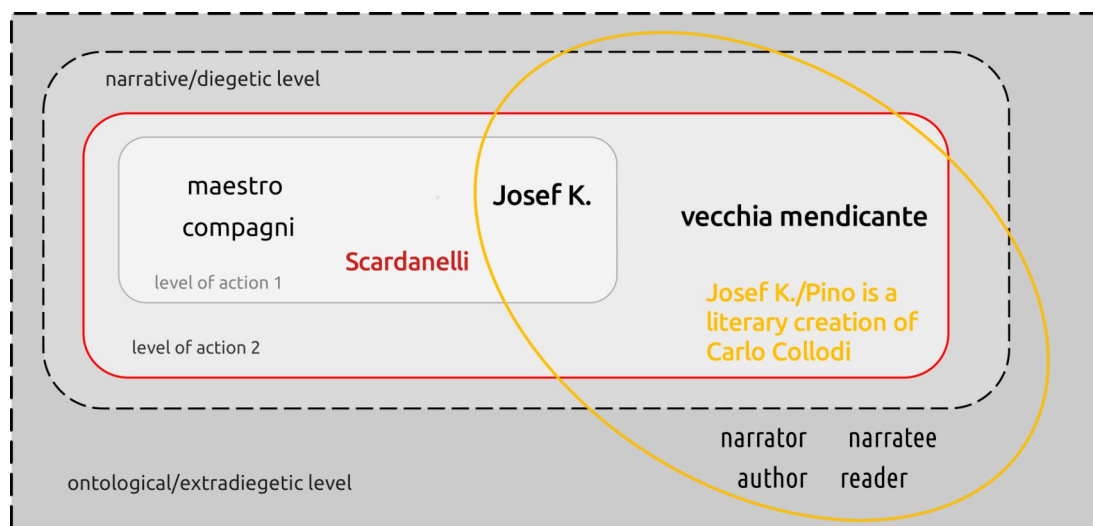 narrative/diegetic level
maestro
compagni
Josef K.
Scardanelli
level of action 1
vecchia mendicante
Josef K./Pino is a
literary creation of
Carlo Collodi
level of action 2
narrator narratee
author reader
ontological/extradiegetic level